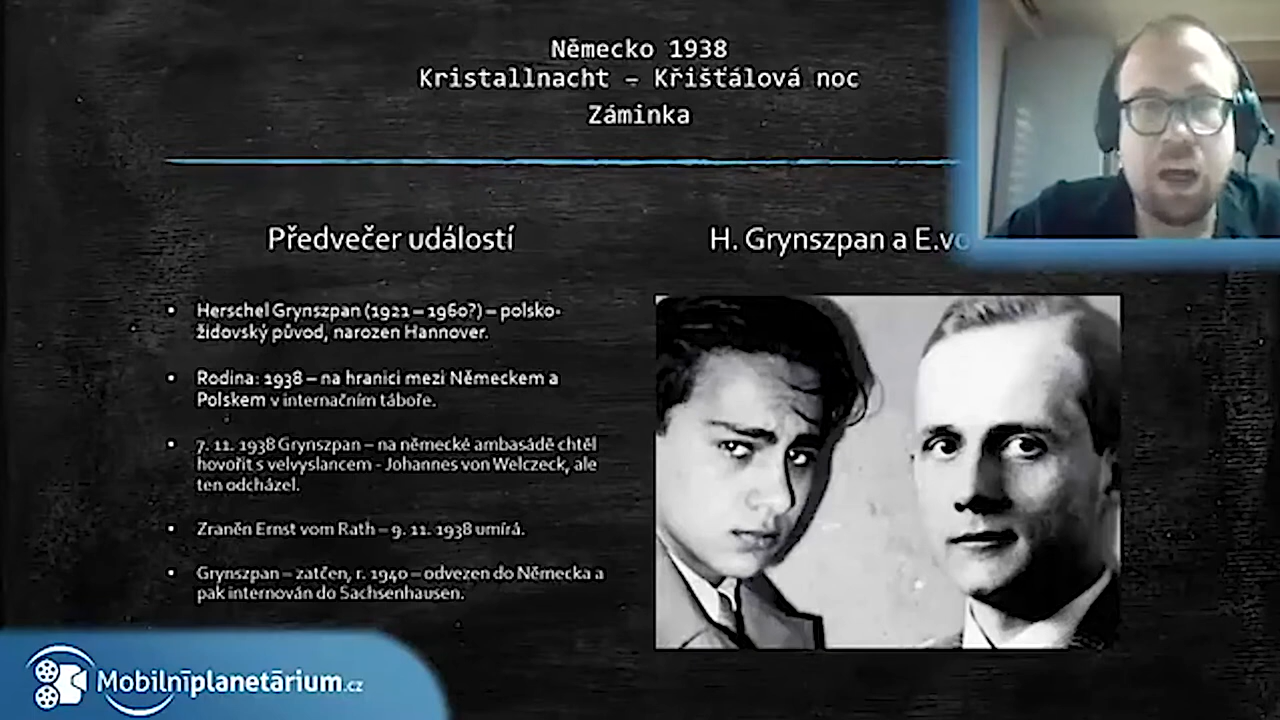 Německo 1938
Kristallnacht – Křišťálová noc
Záminka
Předvečer událostí
H. Grynszpan a E.vo
• Herschel Grynszpan (1921 – 1960?) – polsko-
židovský původ, narozen Hannover.
• Rodina: 1938 – na hranici mezi Německem a
Polskem v internačním táboře.
• 7. 11. 1938 Grynszpan – na německé ambasádě chtěl
hovořit s velvyslancem - Johannes von Welczeck, ale
ten odcházel.
• Zraněn Ernst vom Rath – 9. 11. 1938 umírá.
• Grynszpan – zatčen, r. 1940 – odvezen do Německa a
pak internován do Sachsenhausen.
Mobilníplanetárium.cz